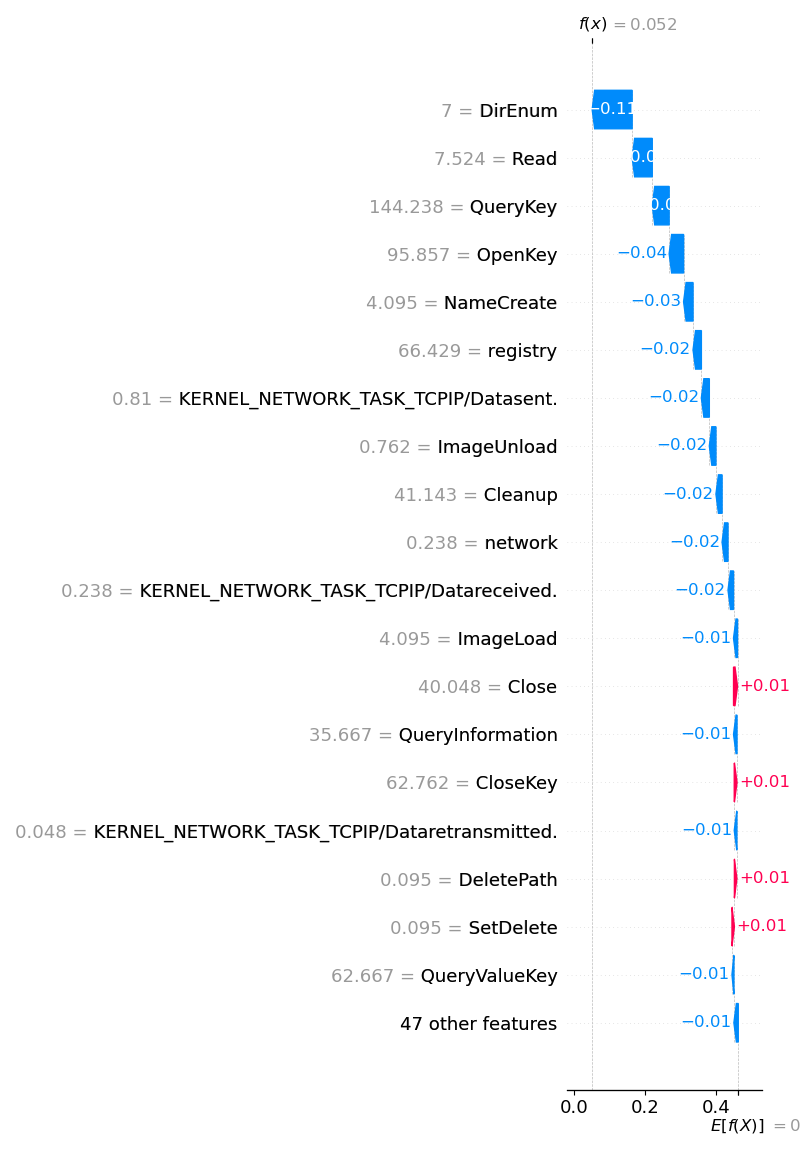 f(x) = 0.052
7 = DirEnum −0.11
7.524 = Read 0.0
144.238 = QueryKey 0.0
95.857 = OpenKey −0.04
4.095 = NameCreate −0.03
66.429 = registry −0.02
0.81 = KERNEL_NETWORK_TASK_TCPIP/Datasent. −0.02
0.762 = ImageUnload −0.02
41.143 = Cleanup −0.02
0.238 = network −0.02
0.238 = KERNEL_NETWORK_TASK_TCPIP/Datareceived. −0.02
4.095 = ImageLoad −0.01
40.048 = Close +0.01
35.667 = QueryInformation −0.01
62.762 = CloseKey +0.01
0.048 = KERNEL_NETWORK_TASK_TCPIP/Dataretransmitted. −0.01
0.095 = DeletePath +0.01
0.095 = SetDelete +0.01
62.667 = QueryValueKey −0.01
47 other features −0.01
0.0 0.2 0.4
E[f(X)] = 0